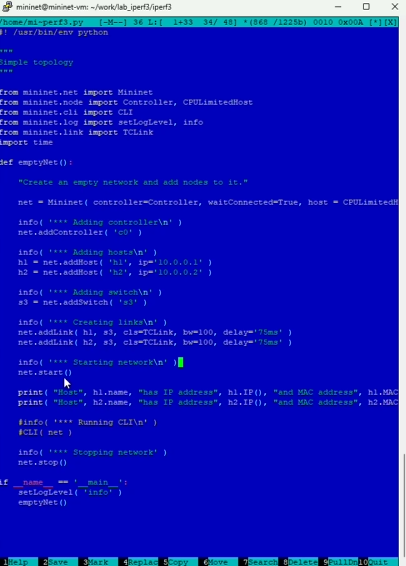 mininet@mininet-vm: ~/work/lab_iperf3/iperf3
/home/mi-perf3.py   [-M--] 36 L:[  1+33  34/ 48] *(868 /1225b) 0010 0x00A [*][X]
#! /usr/bin/env python
"""
Simple topology
"""
from mininet.net import Mininet
from mininet.node import Controller, CPULimitedHost
from mininet.cli import CLI
from mininet.log import setLogLevel, info
from mininet.link import TCLink
import time
def emptyNet():
    "Create an empty network and add nodes to it."
    net = Mininet( controller=Controller, waitConnected=True, host = CPULimitedH
    info( '*** Adding controller\n' )
    net.addController( 'c0' )
    info( '*** Adding hosts\n' )
    h1 = net.addHost( 'h1', ip='10.0.0.1' )
    h2 = net.addHost( 'h2', ip='10.0.0.2' )
    info( '*** Adding switch\n' )
    s3 = net.addSwitch( 's3' )
    info( '*** Creating links\n' )
    net.addLink( h1, s3, cls=TCLink, bw=100, delay='75ms' )
    net.addLink( h2, s3, cls=TCLink, bw=100, delay='75ms' )
    info( '*** Starting network\n' )
    net.start()
    print( "Host", h1.name, "has IP address", h1.IP(), "and MAC address", h1.MAC
    print( "Host", h2.name, "has IP address", h2.IP(), "and MAC address", h2.MAC
    #info( '*** Running CLI\n' )
    #CLI( net )
    info( '*** Stopping network' )
    net.stop()
if __name__ == '__main__':
    setLogLevel( 'info' )
    emptyNet()
1Help  2Save  3Mark  4Replac 5Copy  6Move  7Search 8Delete 9PullDn 10Quit